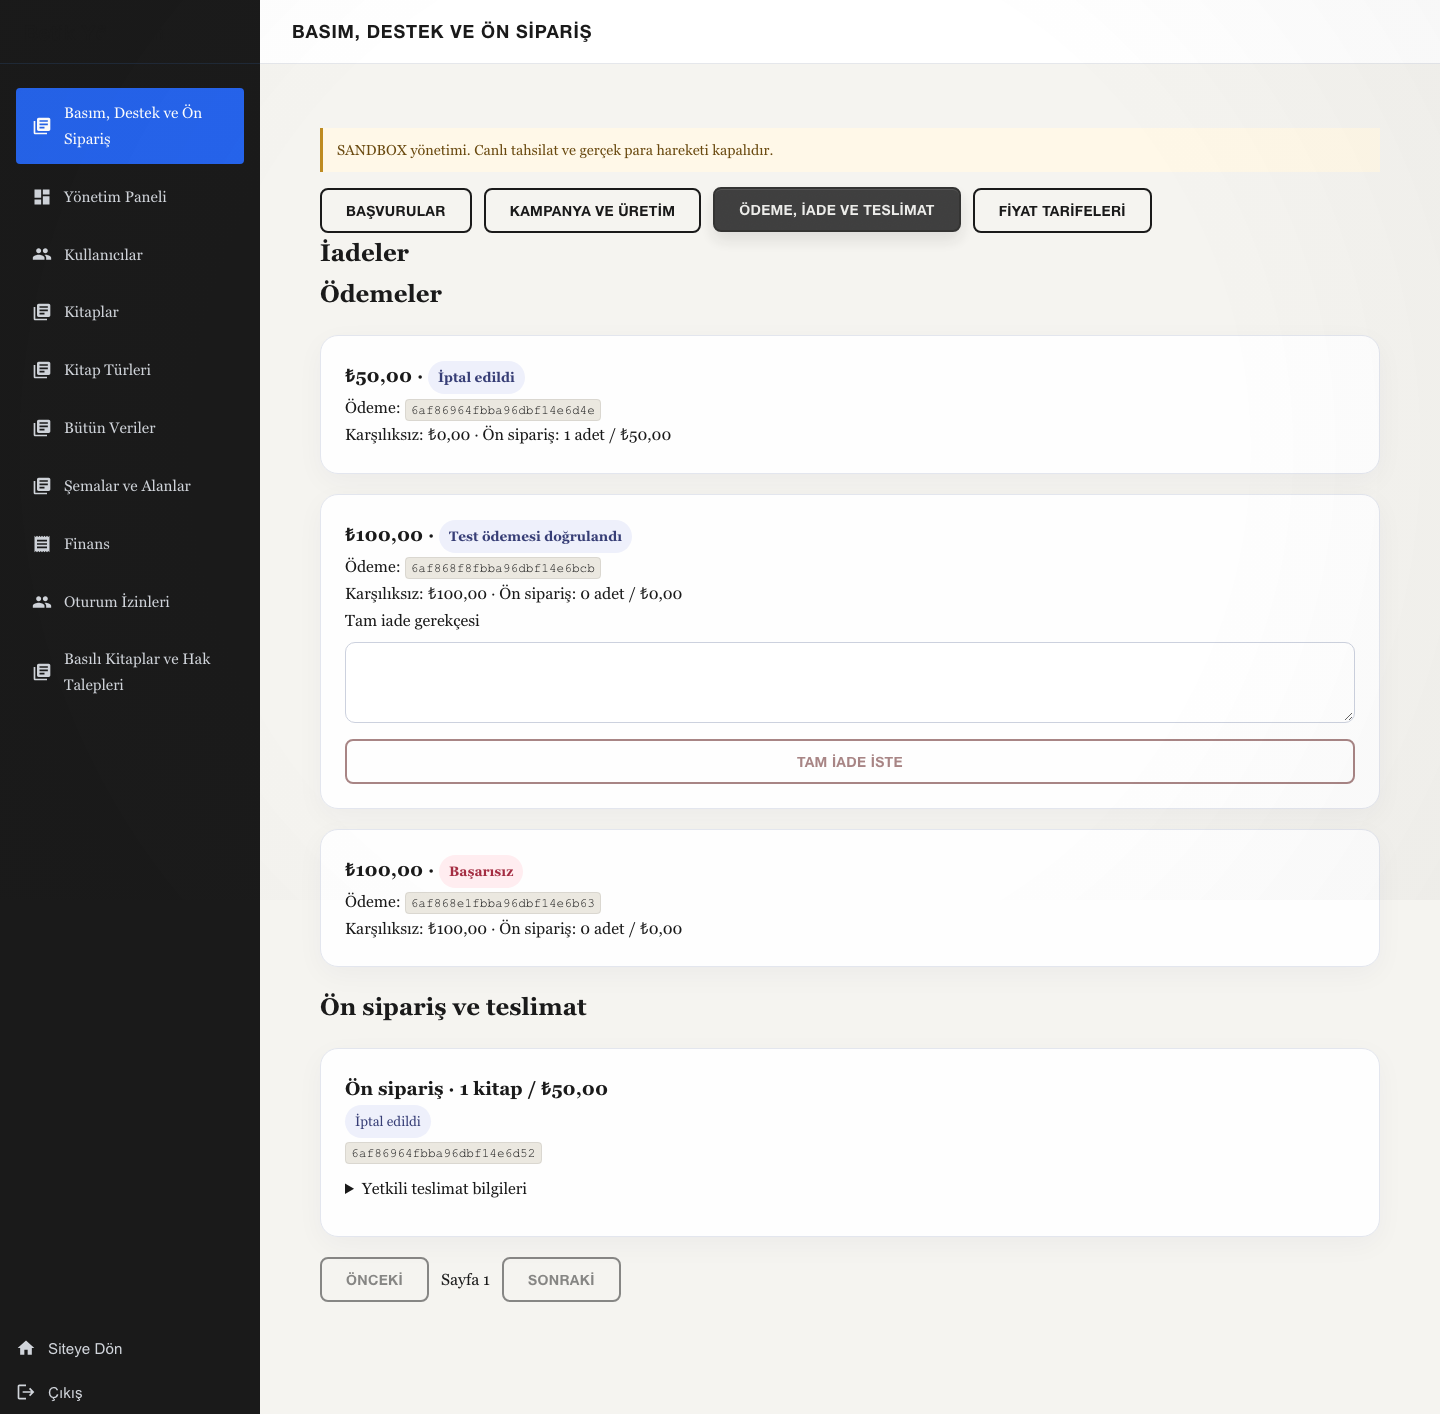 BASIM, DESTEK VE ÖN SİPARİŞ
Basım, Destek ve Ön
Sipariş
Yönetim Paneli
Kullanıcılar
Kitaplar
Kitap Türleri
Bütün Veriler
Şemalar ve Alanlar
Finans
Oturum İzinleri
Basılı Kitaplar ve Hak
Talepleri
Siteye Dön
Çıkış
SANDBOX yönetimi. Canlı tahsilat ve gerçek para hareketi kapalıdır.
BAŞVURULAR
KAMPANYA VE ÜRETİM
ÖDEME, İADE VE TESLİMAT
FİYAT TARİFELERİ
İadeler
Ödemeler
₺50,00 · İptal edildi
Ödeme: 6af86964fbba96dbf14e6d4e
Karşılıksız: ₺0,00 · Ön sipariş: 1 adet / ₺50,00
₺100,00 · Test ödemesi doğrulandı
Ödeme: 6af868f8fbba96dbf14e6bcb
Karşılıksız: ₺100,00 · Ön sipariş: 0 adet / ₺0,00
Tam iade gerekçesi
TAM İADE İSTE
₺100,00 · Başarısız
Ödeme: 6af868e1fbba96dbf14e6b63
Karşılıksız: ₺100,00 · Ön sipariş: 0 adet / ₺0,00
Ön sipariş ve teslimat
Ön sipariş · 1 kitap / ₺50,00
İptal edildi
6af86964fbba96dbf14e6d52
Yetkili teslimat bilgileri
ÖNCEKİ
Sayfa 1
SONRAKİ